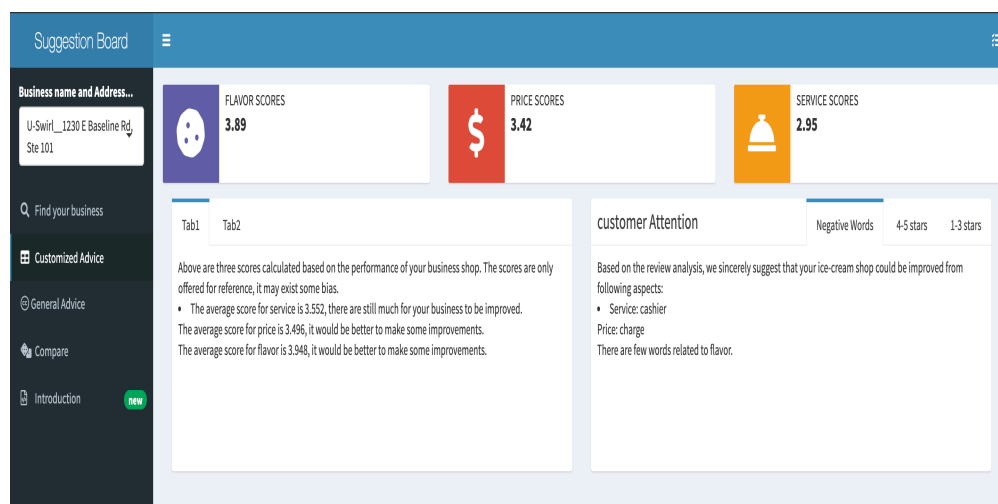 Suggestion Board
Business name and Address...
U-Swirl__1230 E Baseline Rd,
Ste 101
Find your business
Customized Advice
General Advice
Compare
Introduction
new
FLAVOR SCORES
3.89
PRICE SCORES
3.42
SERVICE SCORES
2.95
Tab1
Tab2
Above are three scores calculated based on the performance of your business shop. The scores are only
offered for reference, it may exist some bias.
• The average score for service is 3.552, there are still much for your business to be improved.
The average score for price is 3.496, it would be better to make some improvements.
The average score for flavor is 3.948, it would be better to make some improvements.
customer Attention
Negative Words
4-5 stars
1-3 stars
Based on the review analysis, we sincerely suggest that your ice-cream shop could be improved from
following aspects:
• Service: cashier
Price: charge
There are few words related to flavor.